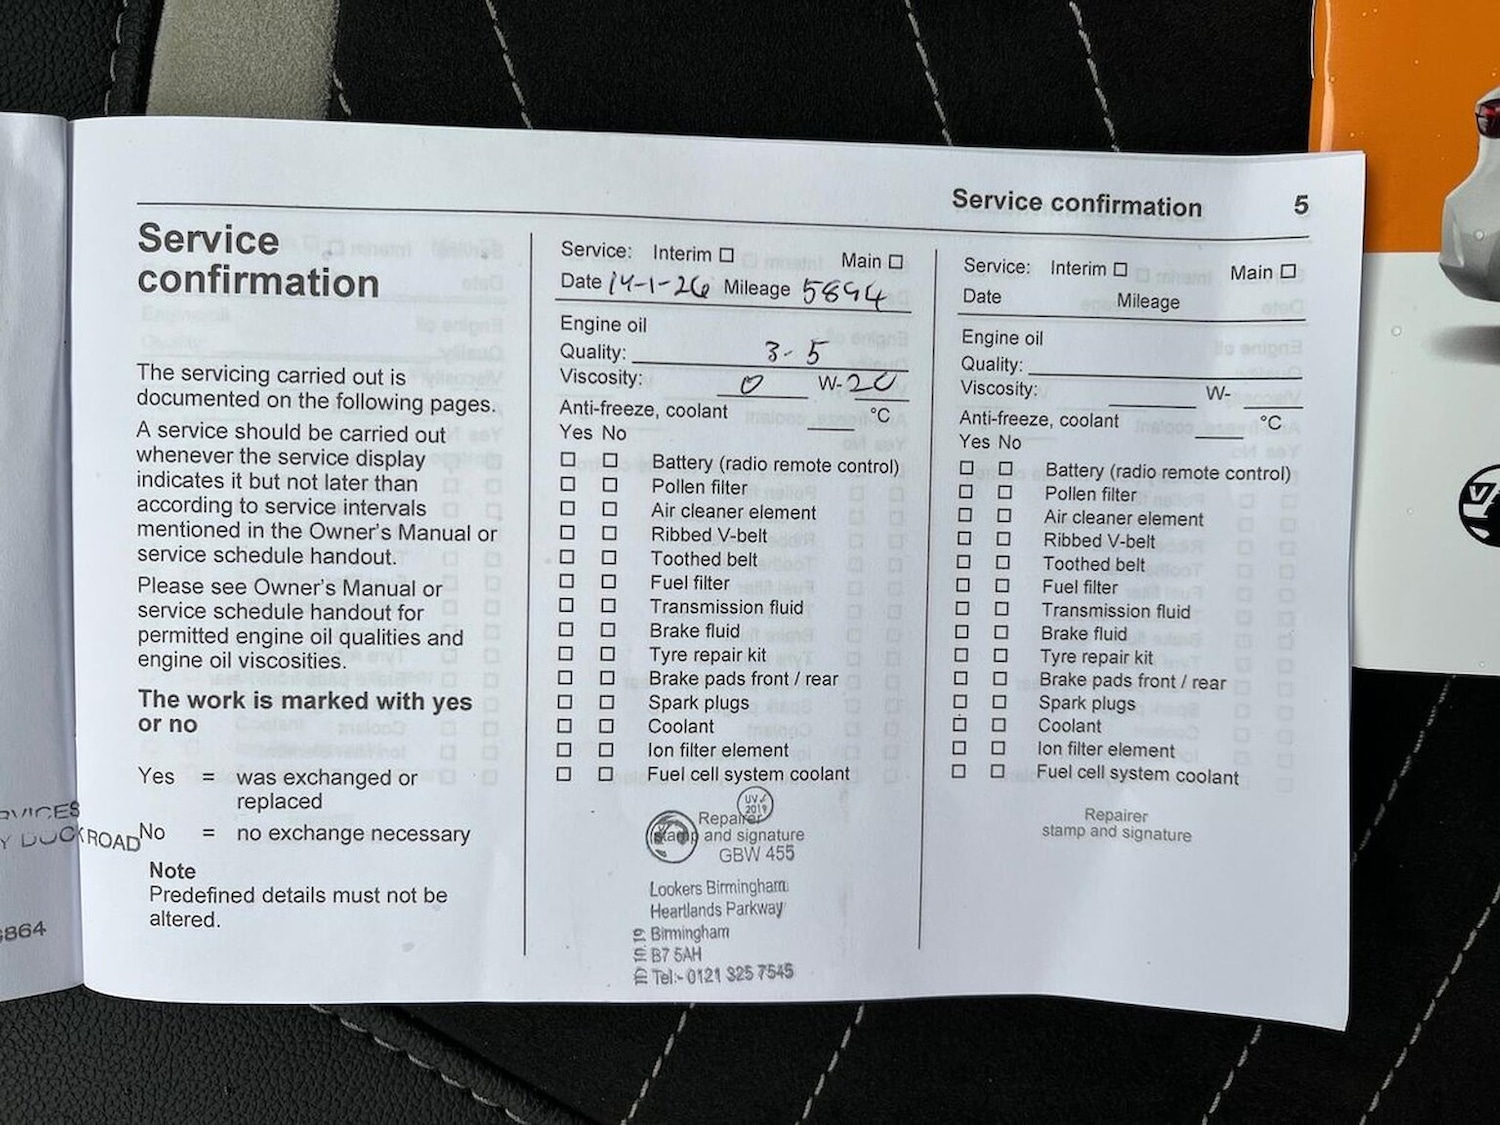 Service confirmation 5
Service
confirmation
The servicing carried out is
documented on the following pages.
A service should be carried out
whenever the service display
indicates it but not later than
according to service intervals
mentioned in the Owner's Manual or
service schedule handout.
Please see Owner's Manual or
service schedule handout for
permitted engine oil qualities and
engine oil viscosities.
The work is marked with yes
or no
Yes = was exchanged or
replaced
No = no exchange necessary
Note
Predefined details must not be
altered.
Service: Interim □ Main □
Date 14-1-26 Mileage 5894
Engine oil
Quality: 3-5
Viscosity: 0 W-20
Anti-freeze, coolant °C
Yes No
□ □ Battery (radio remote control)
□ □ Pollen filter
□ □ Air cleaner element
□ □ Ribbed V-belt
□ □ Toothed belt
□ □ Fuel filter
□ □ Transmission fluid
□ □ Brake fluid
□ □ Tyre repair kit
□ □ Brake pads front / rear
□ □ Spark plugs
□ □ Coolant
□ □ Ion filter element
□ □ Fuel cell system coolant
UV✓
2019
Repairer
stamp and signature
GBW 455
Lookers Birmingham
Heartlands Parkway
Birmingham
B7 5AH
Tel:- 0121 325 7545
Service: Interim □ Main □
Date Mileage
Engine oil
Quality:
Viscosity: W-
Anti-freeze, coolant °C
Yes No
□ □ Battery (radio remote control)
□ □ Pollen filter
□ □ Air cleaner element
□ □ Ribbed V-belt
□ □ Toothed belt
□ □ Fuel filter
□ □ Transmission fluid
□ □ Brake fluid
□ □ Tyre repair kit
□ □ Brake pads front / rear
□ □ Spark plugs
□ □ Coolant
□ □ Ion filter element
□ □ Fuel cell system coolant
Repairer
stamp and signature
ROAD